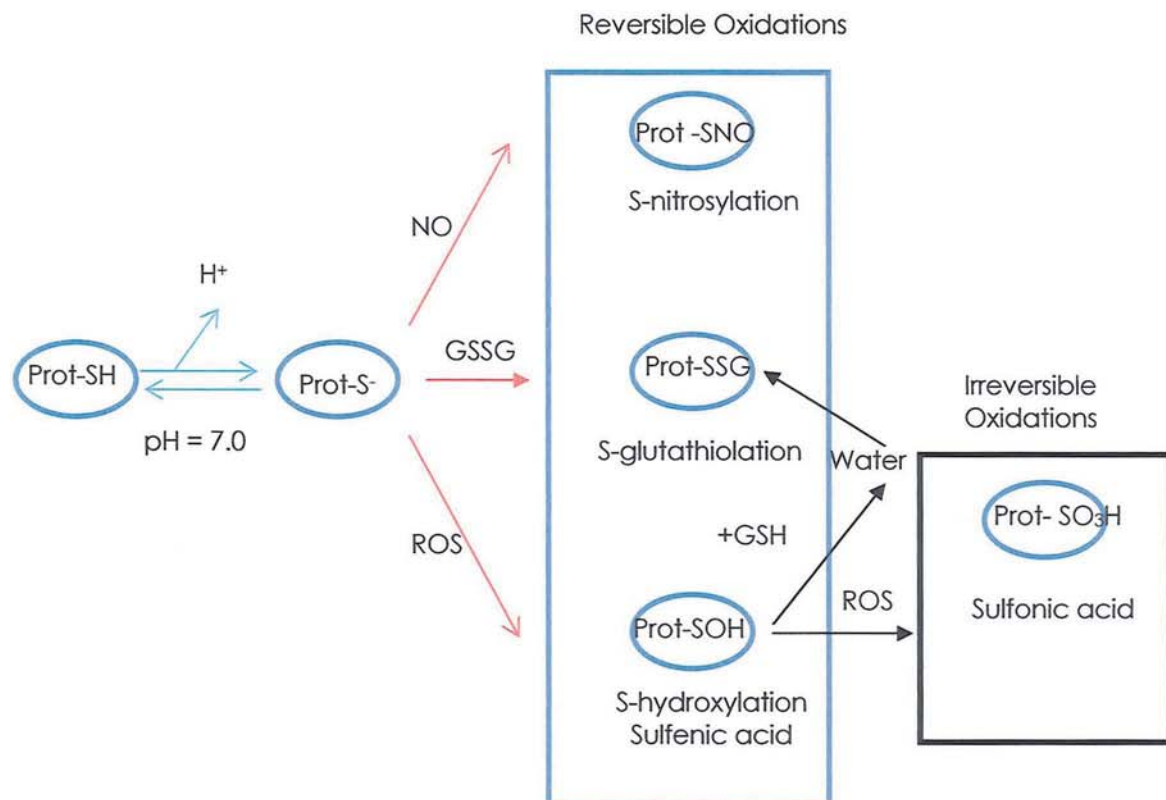 Reversible Oxidations
Prot -SNO
S-nitrosylation
NO
H⁺
Prot-SH
Prot-S⁻
GSSG
pH = 7.0
Prot-SSG
S-glutathiolation
Irreversible
Oxidations
Water
Prot- SO₃H
+GSH
ROS
Prot-SOH
ROS
Sulfonic acid
S-hydroxylation
Sulfenic acid